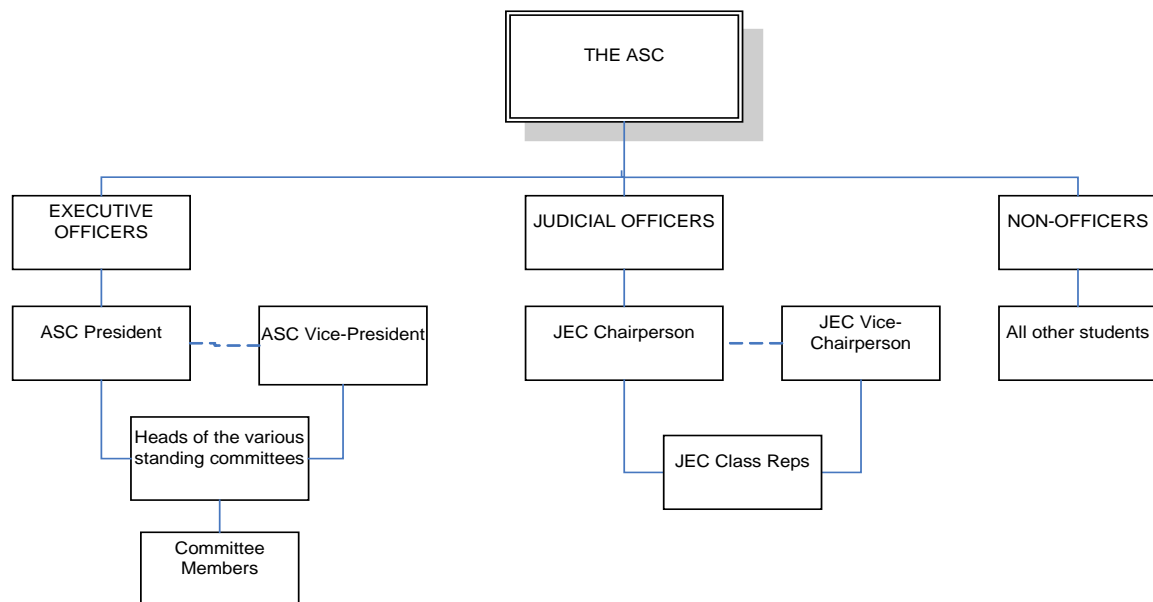 THE ASC
EXECUTIVE
OFFICERS
JUDICIAL OFFICERS
NON-OFFICERS
ASC President
ASC Vice-President
JEC Chairperson
JEC Vice-
Chairperson
All other students
Heads of the various
standing committees
JEC Class Reps
Committee
Members